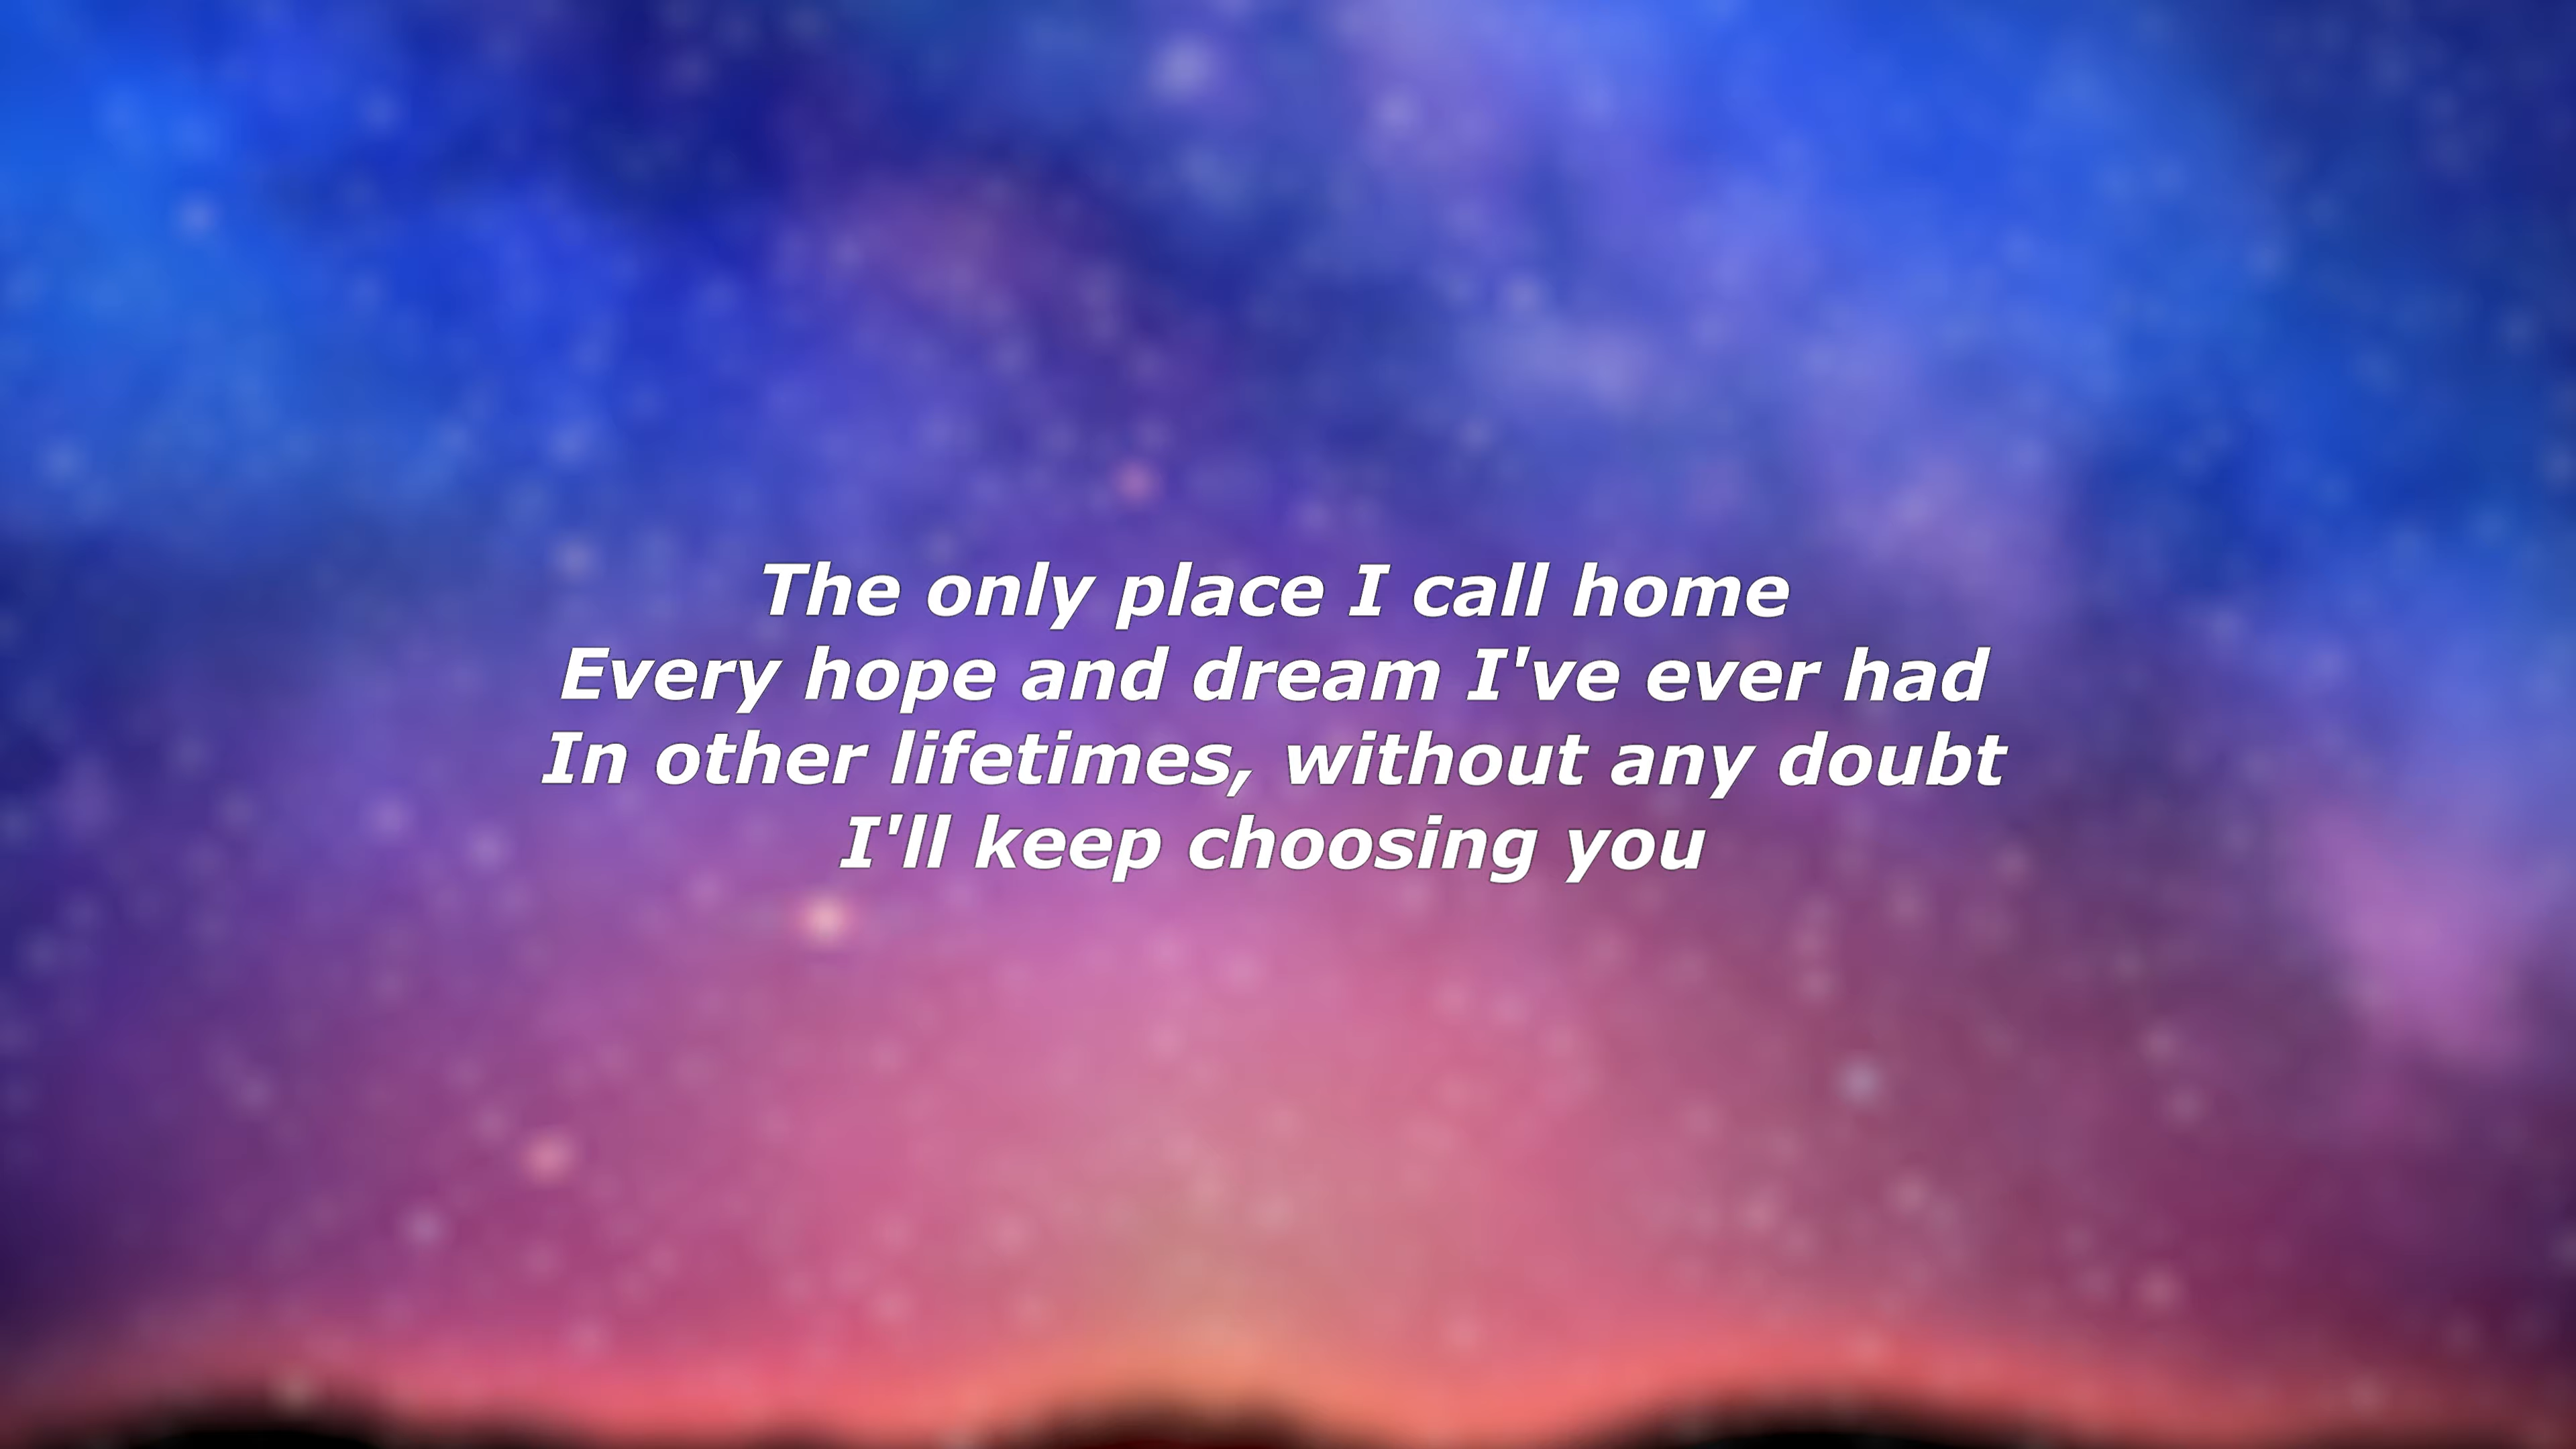 The only place I call home
Every hope and dream I've ever had
In other lifetimes, without any doubt
I'll keep choosing you